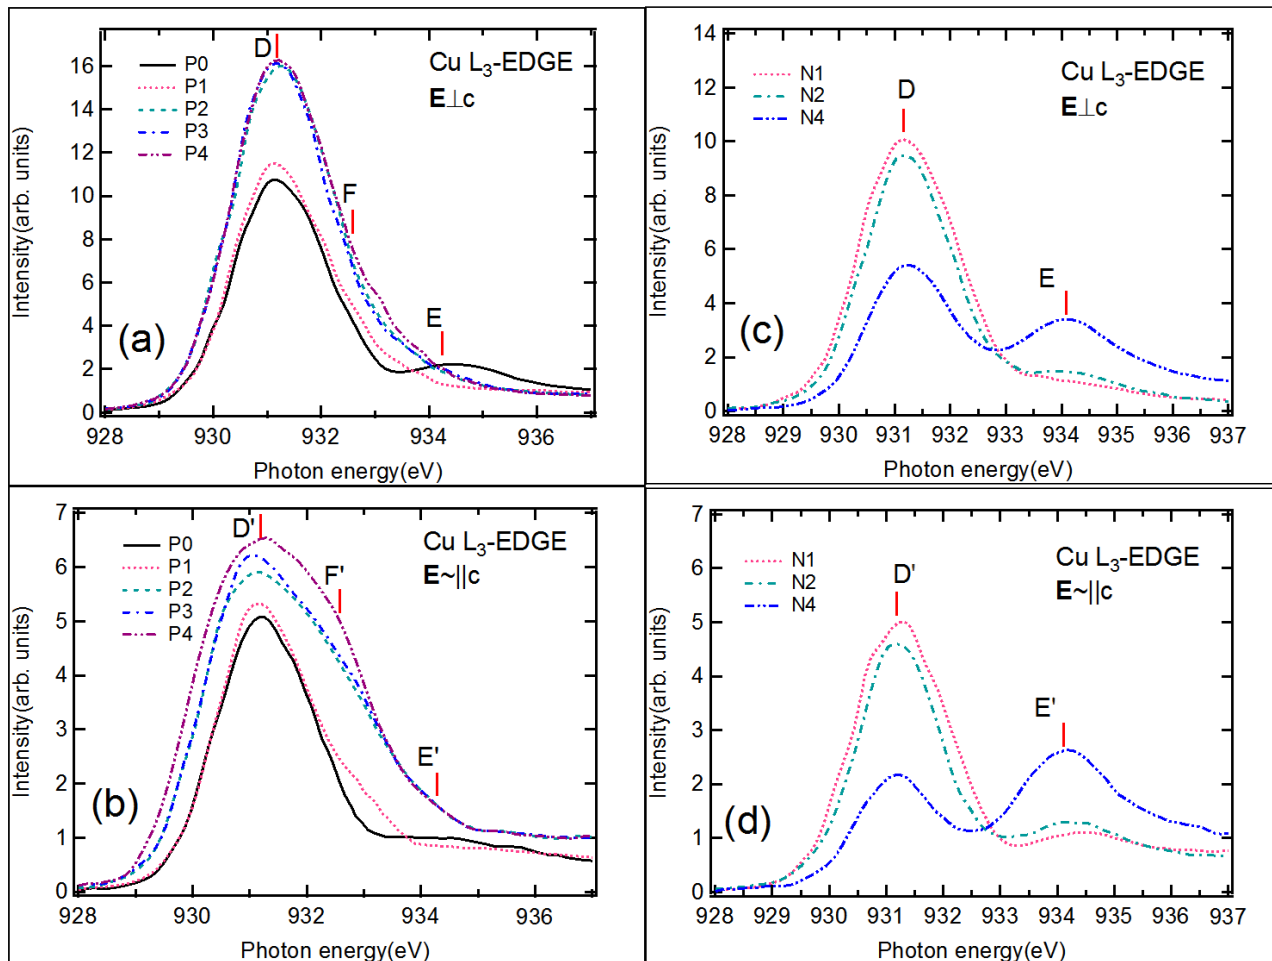 D
P0
P1
P2
P3
P4
Cu L3-EDGE
E⊥c
F
E
(a)
16
14
12
10
8
6
4
2
0
928
930
932
934
936
Intensity(arb. units)
Photon energy(eV)
N1
N2
N4
D
Cu L3-EDGE
E⊥c
E
(c)
14
12
10
8
6
4
2
0
928
929
930
931
932
933
934
935
936
937
Intensity(arb. units)
Photon energy(eV)
D'
P0
P1
P2
P3
P4
Cu L3-EDGE
E~||c
F'
E'
(b)
7
6
5
4
3
2
1
0
928
930
932
934
936
Intensity(arb. units)
Photon energy(eV)
N1
N2
N4
D'
Cu L3-EDGE
E~||c
E'
(d)
7
6
5
4
3
2
1
0
928
929
930
931
932
933
934
935
936
937
Intensity(arb. units)
Photon energy(eV)